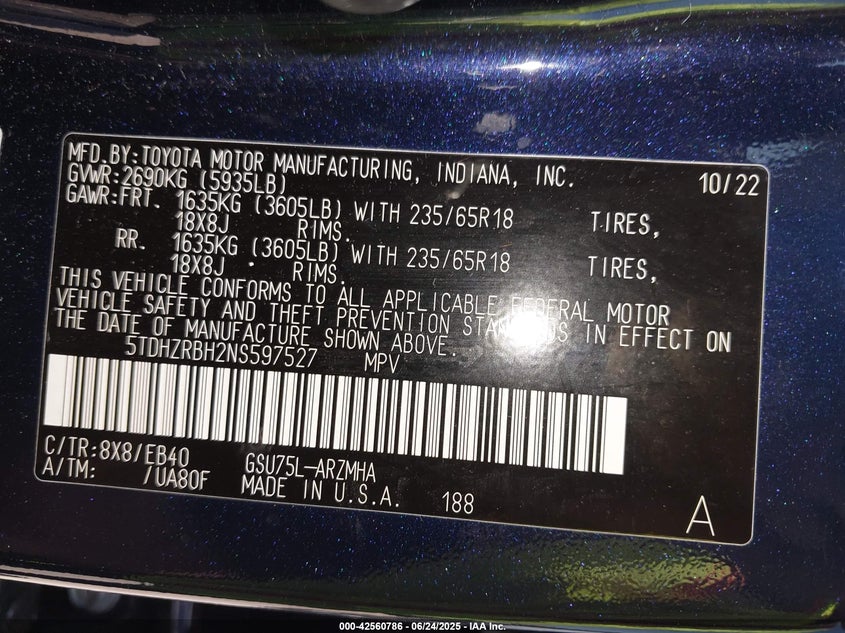 MFD.BY:TOYOTA MOTOR MANUFACTURING, INDIANA, INC. 10/22
GVWR:2690KG (5935LB)
GAWR:FRT. 1635KG (3605LB) WITH 235/65R18 TIRES,
18X8J RIMS.
RR. 1635KG (3605LB) WITH 235/65R18 TIRES,
18X8J . RIMS.
THIS VEHICLE CONFORMS TO ALL APPLICABLE FEDERAL MOTOR
VEHICLE SAFETY AND THEFT PREVENTION STANDARDS IN EFFECT ON
THE DATE OF MANUFACTURE SHOWN ABOVE.
5TDHZRBH2NS597527 MPV
C/TR:8X8/EB40 GSU75L-ARZMHA
A/TM: /UA80F MADE IN U.S.A. 188 A
000-42560786 - 06/24/2025 - IAA Inc.